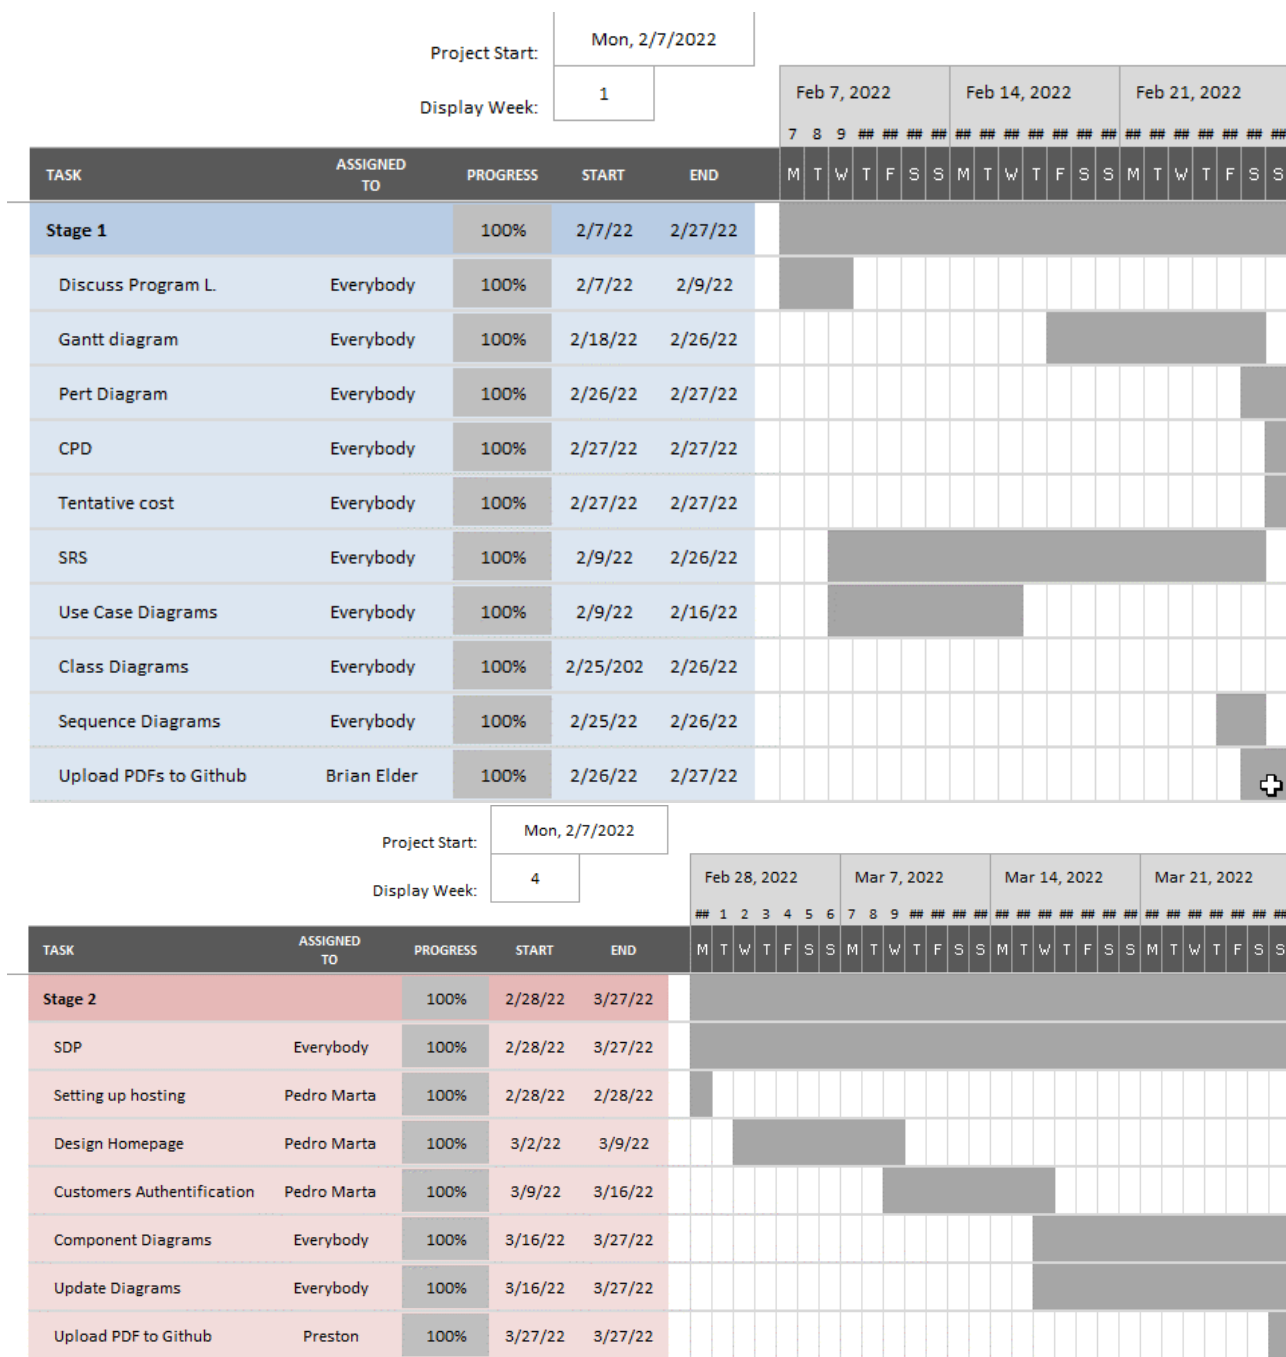 Project Start: Mon, 2/7/2022
Display Week: 1
Feb 7, 2022 Feb 14, 2022 Feb 21, 2022
7 8 9 ## ## ## ## ## ## ## ## ## ## ## ## ## ## ## ## ## ##
TASK ASSIGNED TO PROGRESS START END M T W T F S S M T W T F S S M T W T F S S
Stage 1 100% 2/7/22 2/27/22
Discuss Program L. Everybody 100% 2/7/22 2/9/22
Gantt diagram Everybody 100% 2/18/22 2/26/22
Pert Diagram Everybody 100% 2/26/22 2/27/22
CPD Everybody 100% 2/27/22 2/27/22
Tentative cost Everybody 100% 2/27/22 2/27/22
SRS Everybody 100% 2/9/22 2/26/22
Use Case Diagrams Everybody 100% 2/9/22 2/16/22
Class Diagrams Everybody 100% 2/25/202 2/26/22
Sequence Diagrams Everybody 100% 2/25/22 2/26/22
Upload PDFs to Github Brian Elder 100% 2/26/22 2/27/22
Project Start: Mon, 2/7/2022
Display Week: 4
Feb 28, 2022 Mar 7, 2022 Mar 14, 2022 Mar 21, 2022
## 1 2 3 4 5 6 7 8 9 ## ## ## ## ## ## ## ## ## ## ## ## ## ## ## ## ## ##
TASK ASSIGNED TO PROGRESS START END M T W T F S S M T W T F S S M T W T F S S M T W T F S S
Stage 2 100% 2/28/22 3/27/22
SDP Everybody 100% 2/28/22 3/27/22
Setting up hosting Pedro Marta 100% 2/28/22 2/28/22
Design Homepage Pedro Marta 100% 3/2/22 3/9/22
Customers Authentification Pedro Marta 100% 3/9/22 3/16/22
Component Diagrams Everybody 100% 3/16/22 3/27/22
Update Diagrams Everybody 100% 3/16/22 3/27/22
Upload PDF to Github Preston 100% 3/27/22 3/27/22